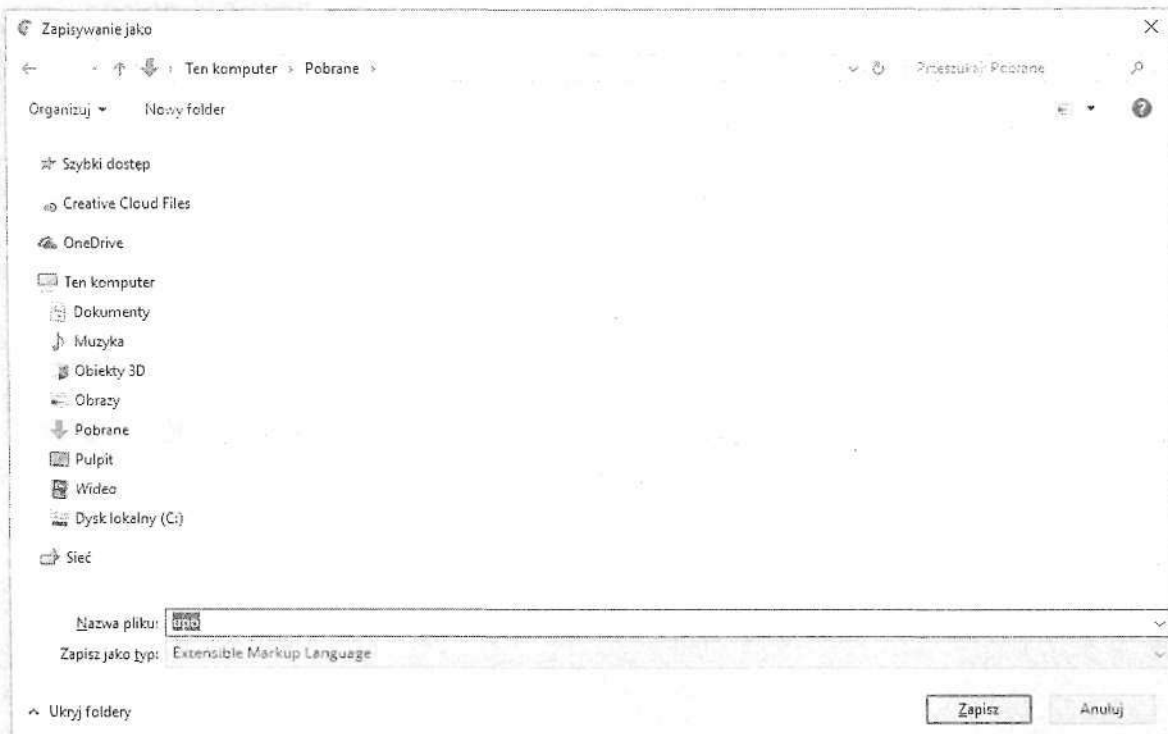 Zapisywanie jako
Ten komputer › Pobrane ›
Przeszukaj: Pobrane
Organizuj
Nowy folder
Szybki dostęp
Creative Cloud Files
OneDrive
Ten komputer
Dokumenty
Muzyka
Obiekty 3D
Obrazy
Pobrane
Pulpit
Wideo
Dysk lokalny (C:)
Sieć
Nazwa pliku:
Zapisz jako typ: Extensible Markup Language
Ukryj foldery
Zapisz
Anuluj